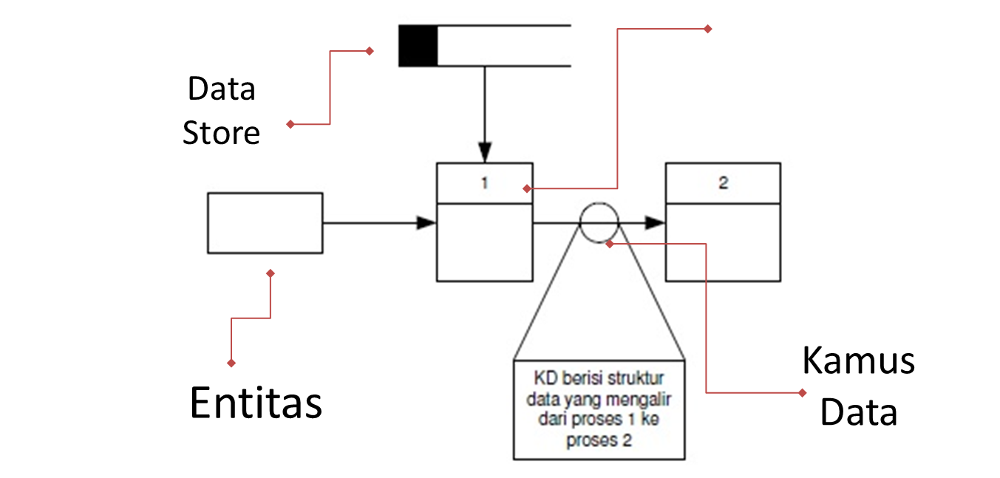 Data
Store
1
2
Entitas
KD berisi struktur
data yang mengalir
dari proses 1 ke
proses 2
Kamus
Data